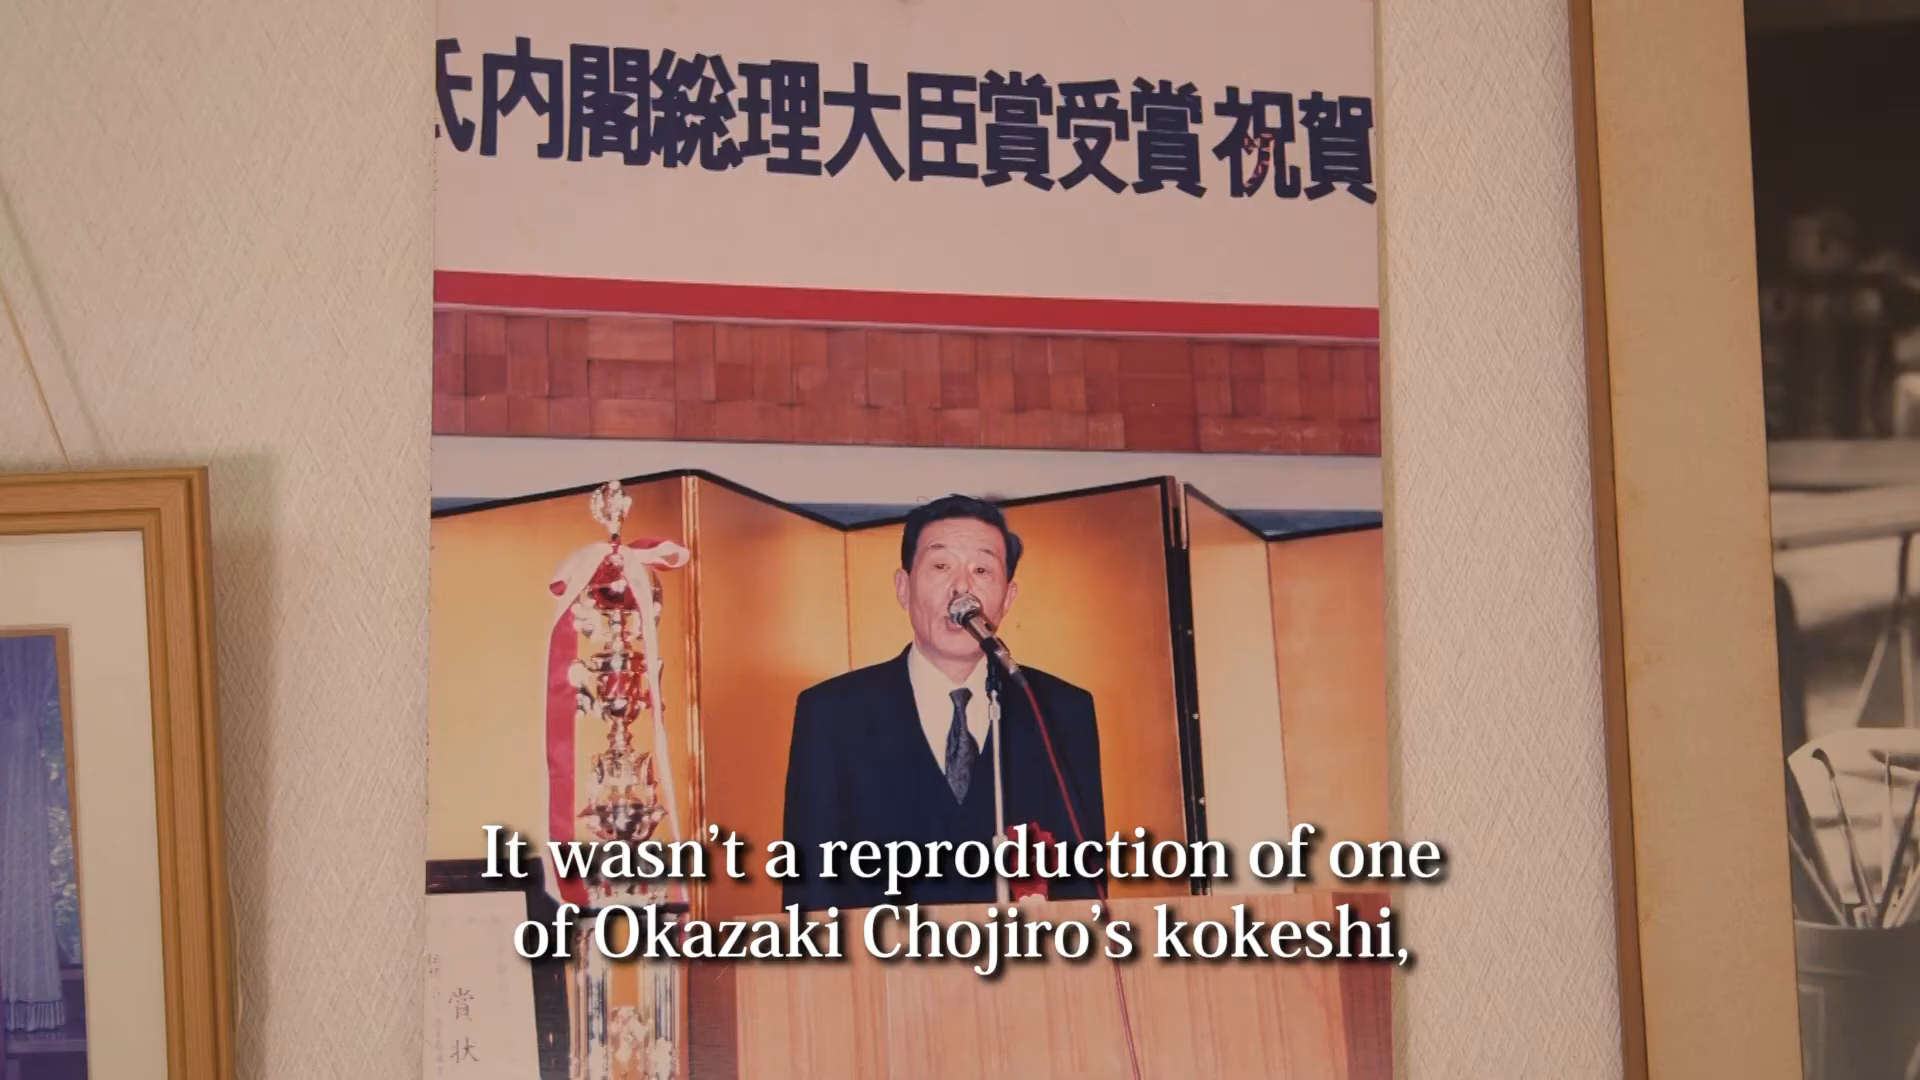 氏内閣総理大臣賞受賞 祝賀
賞状
It wasn’t a reproduction of one
of Okazaki Chojiro’s kokeshi,